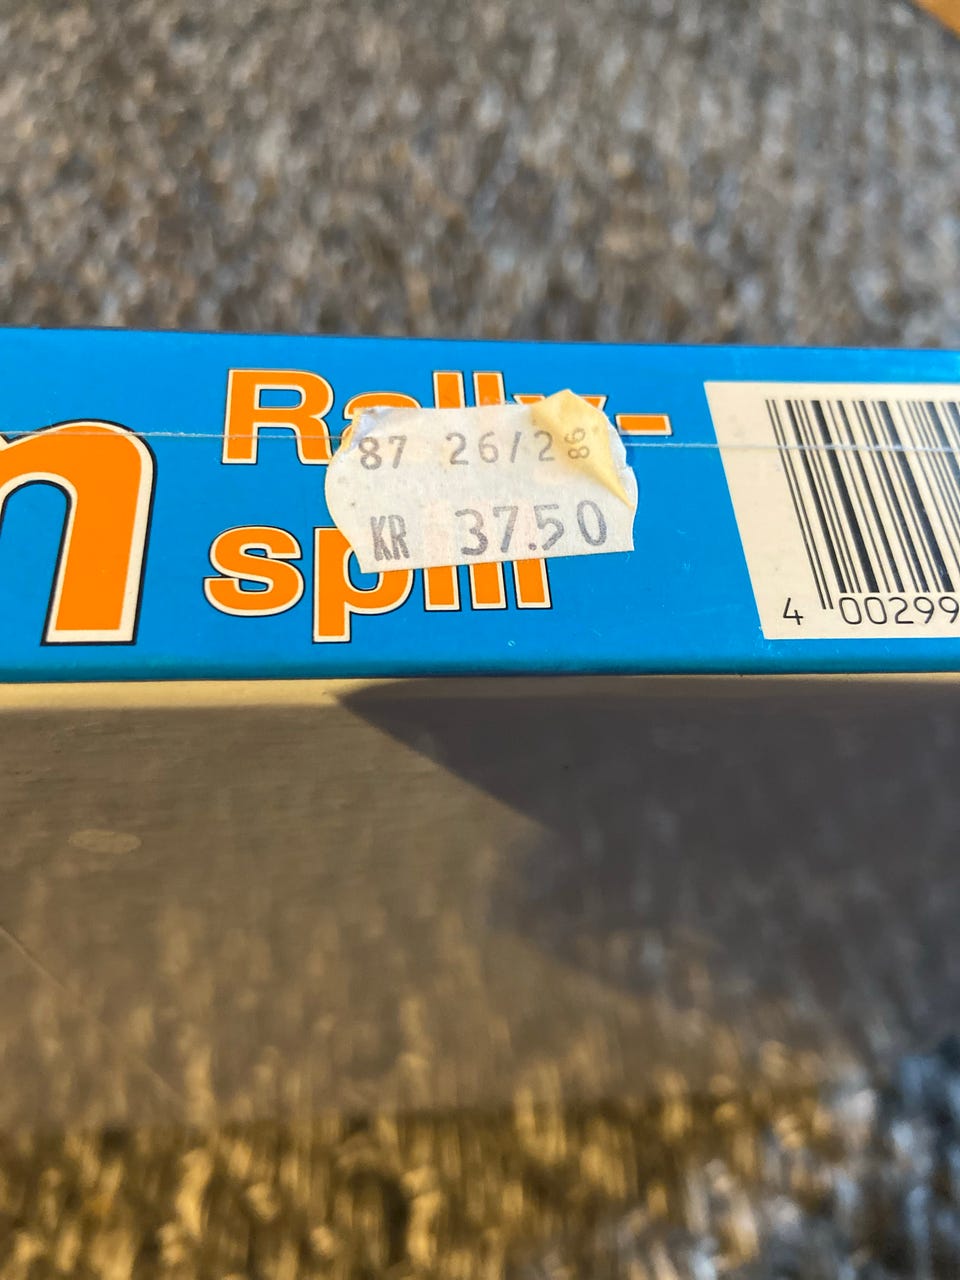 n
Rally-
spill
87 26/2 86
KR 37.50
4 00299